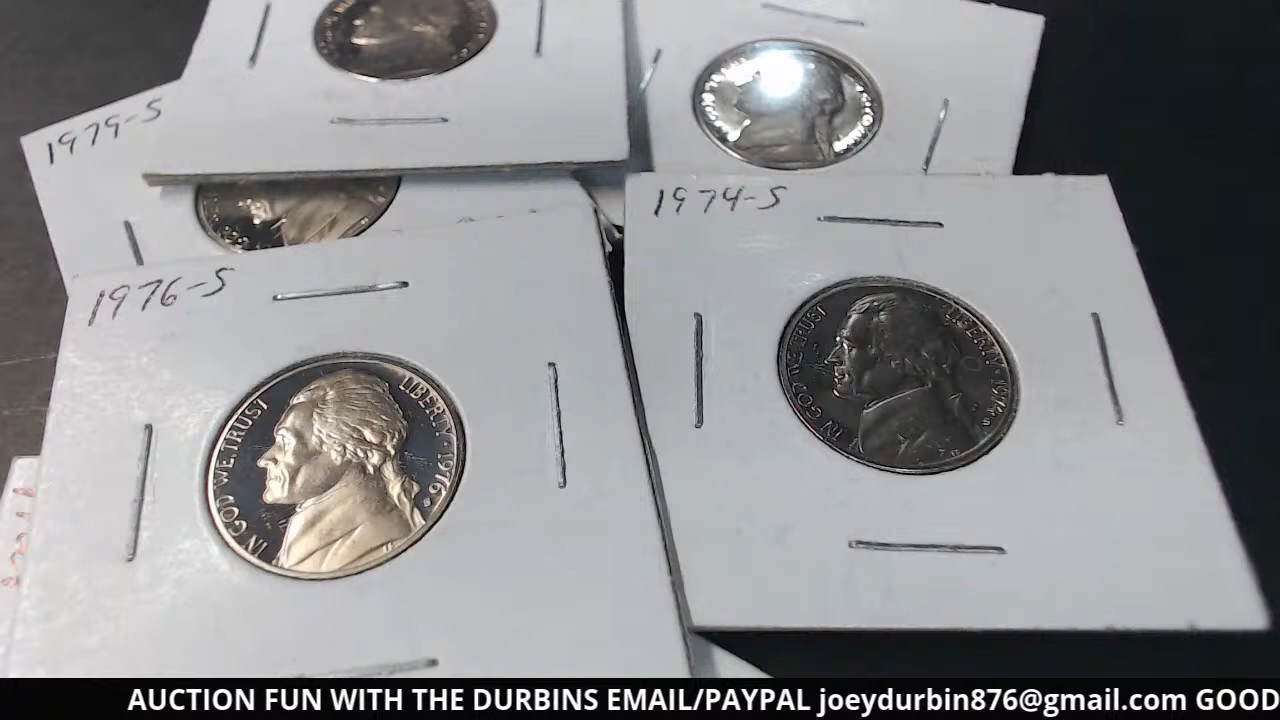 1979-S
1974-S
1976-S
IN GOD WE TRUST
LIBERTY
IN GOD WE TRUST
LIBERTY · 1976
S
AUCTION FUN WITH THE DURBINS EMAIL/PAYPAL joeydurbin876@gmail.com GOOD